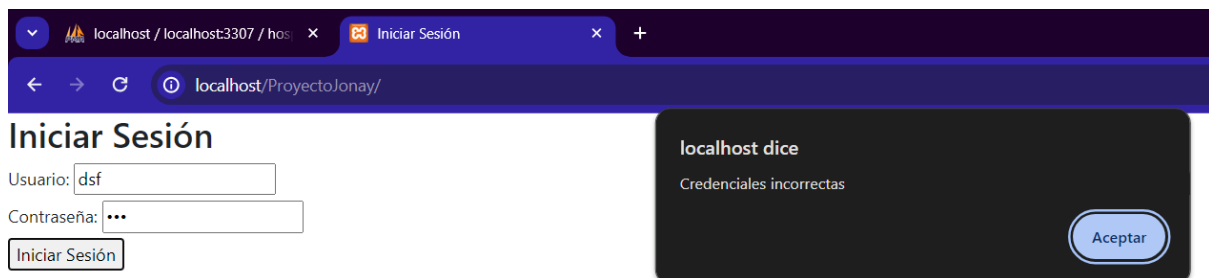 localhost / localhost:3307 / hos
Iniciar Sesión
localhost/ProyectoJonay/
Iniciar Sesión
Usuario: dsf
Contraseña: •••
Iniciar Sesión
localhost dice
Credenciales incorrectas
Aceptar